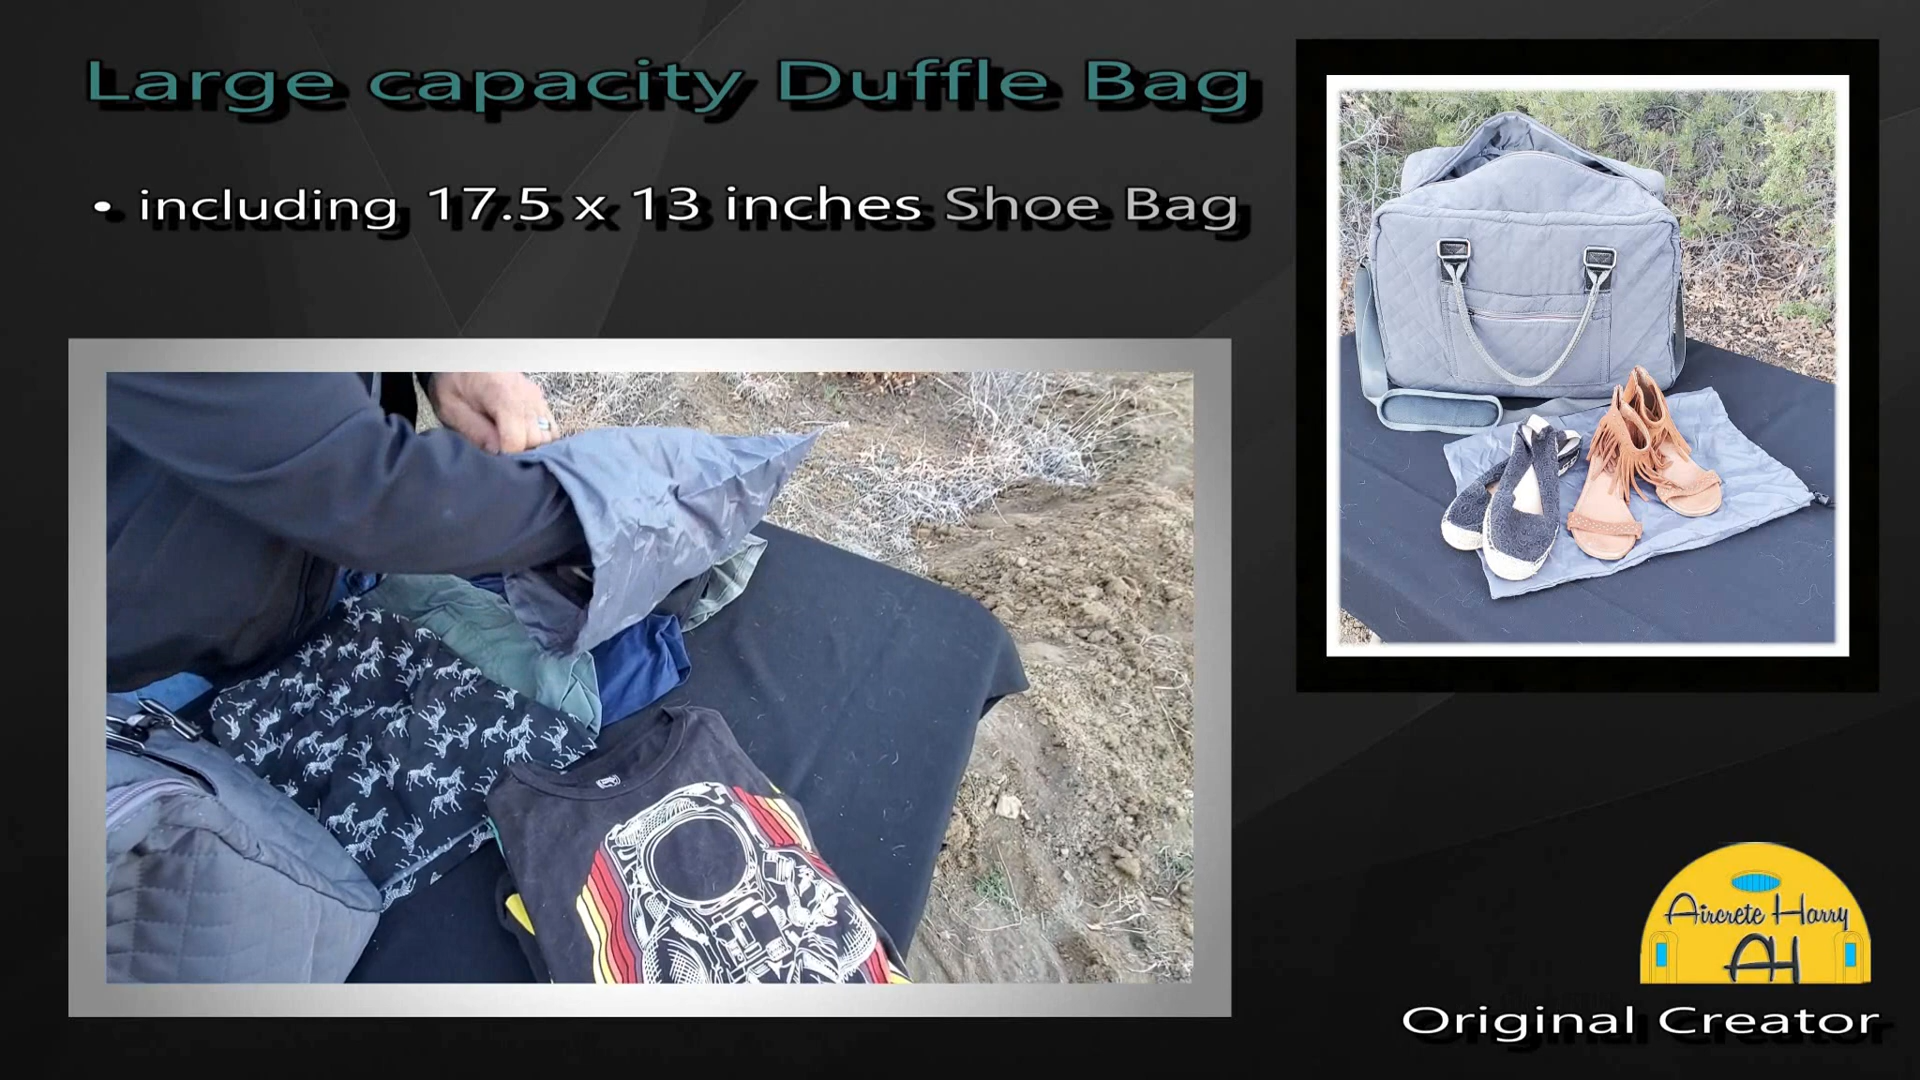 Large capacity Duffle Bag
• including 17.5 x 13 inches Shoe Bag
Aircrete Harry
AH
Original Creator